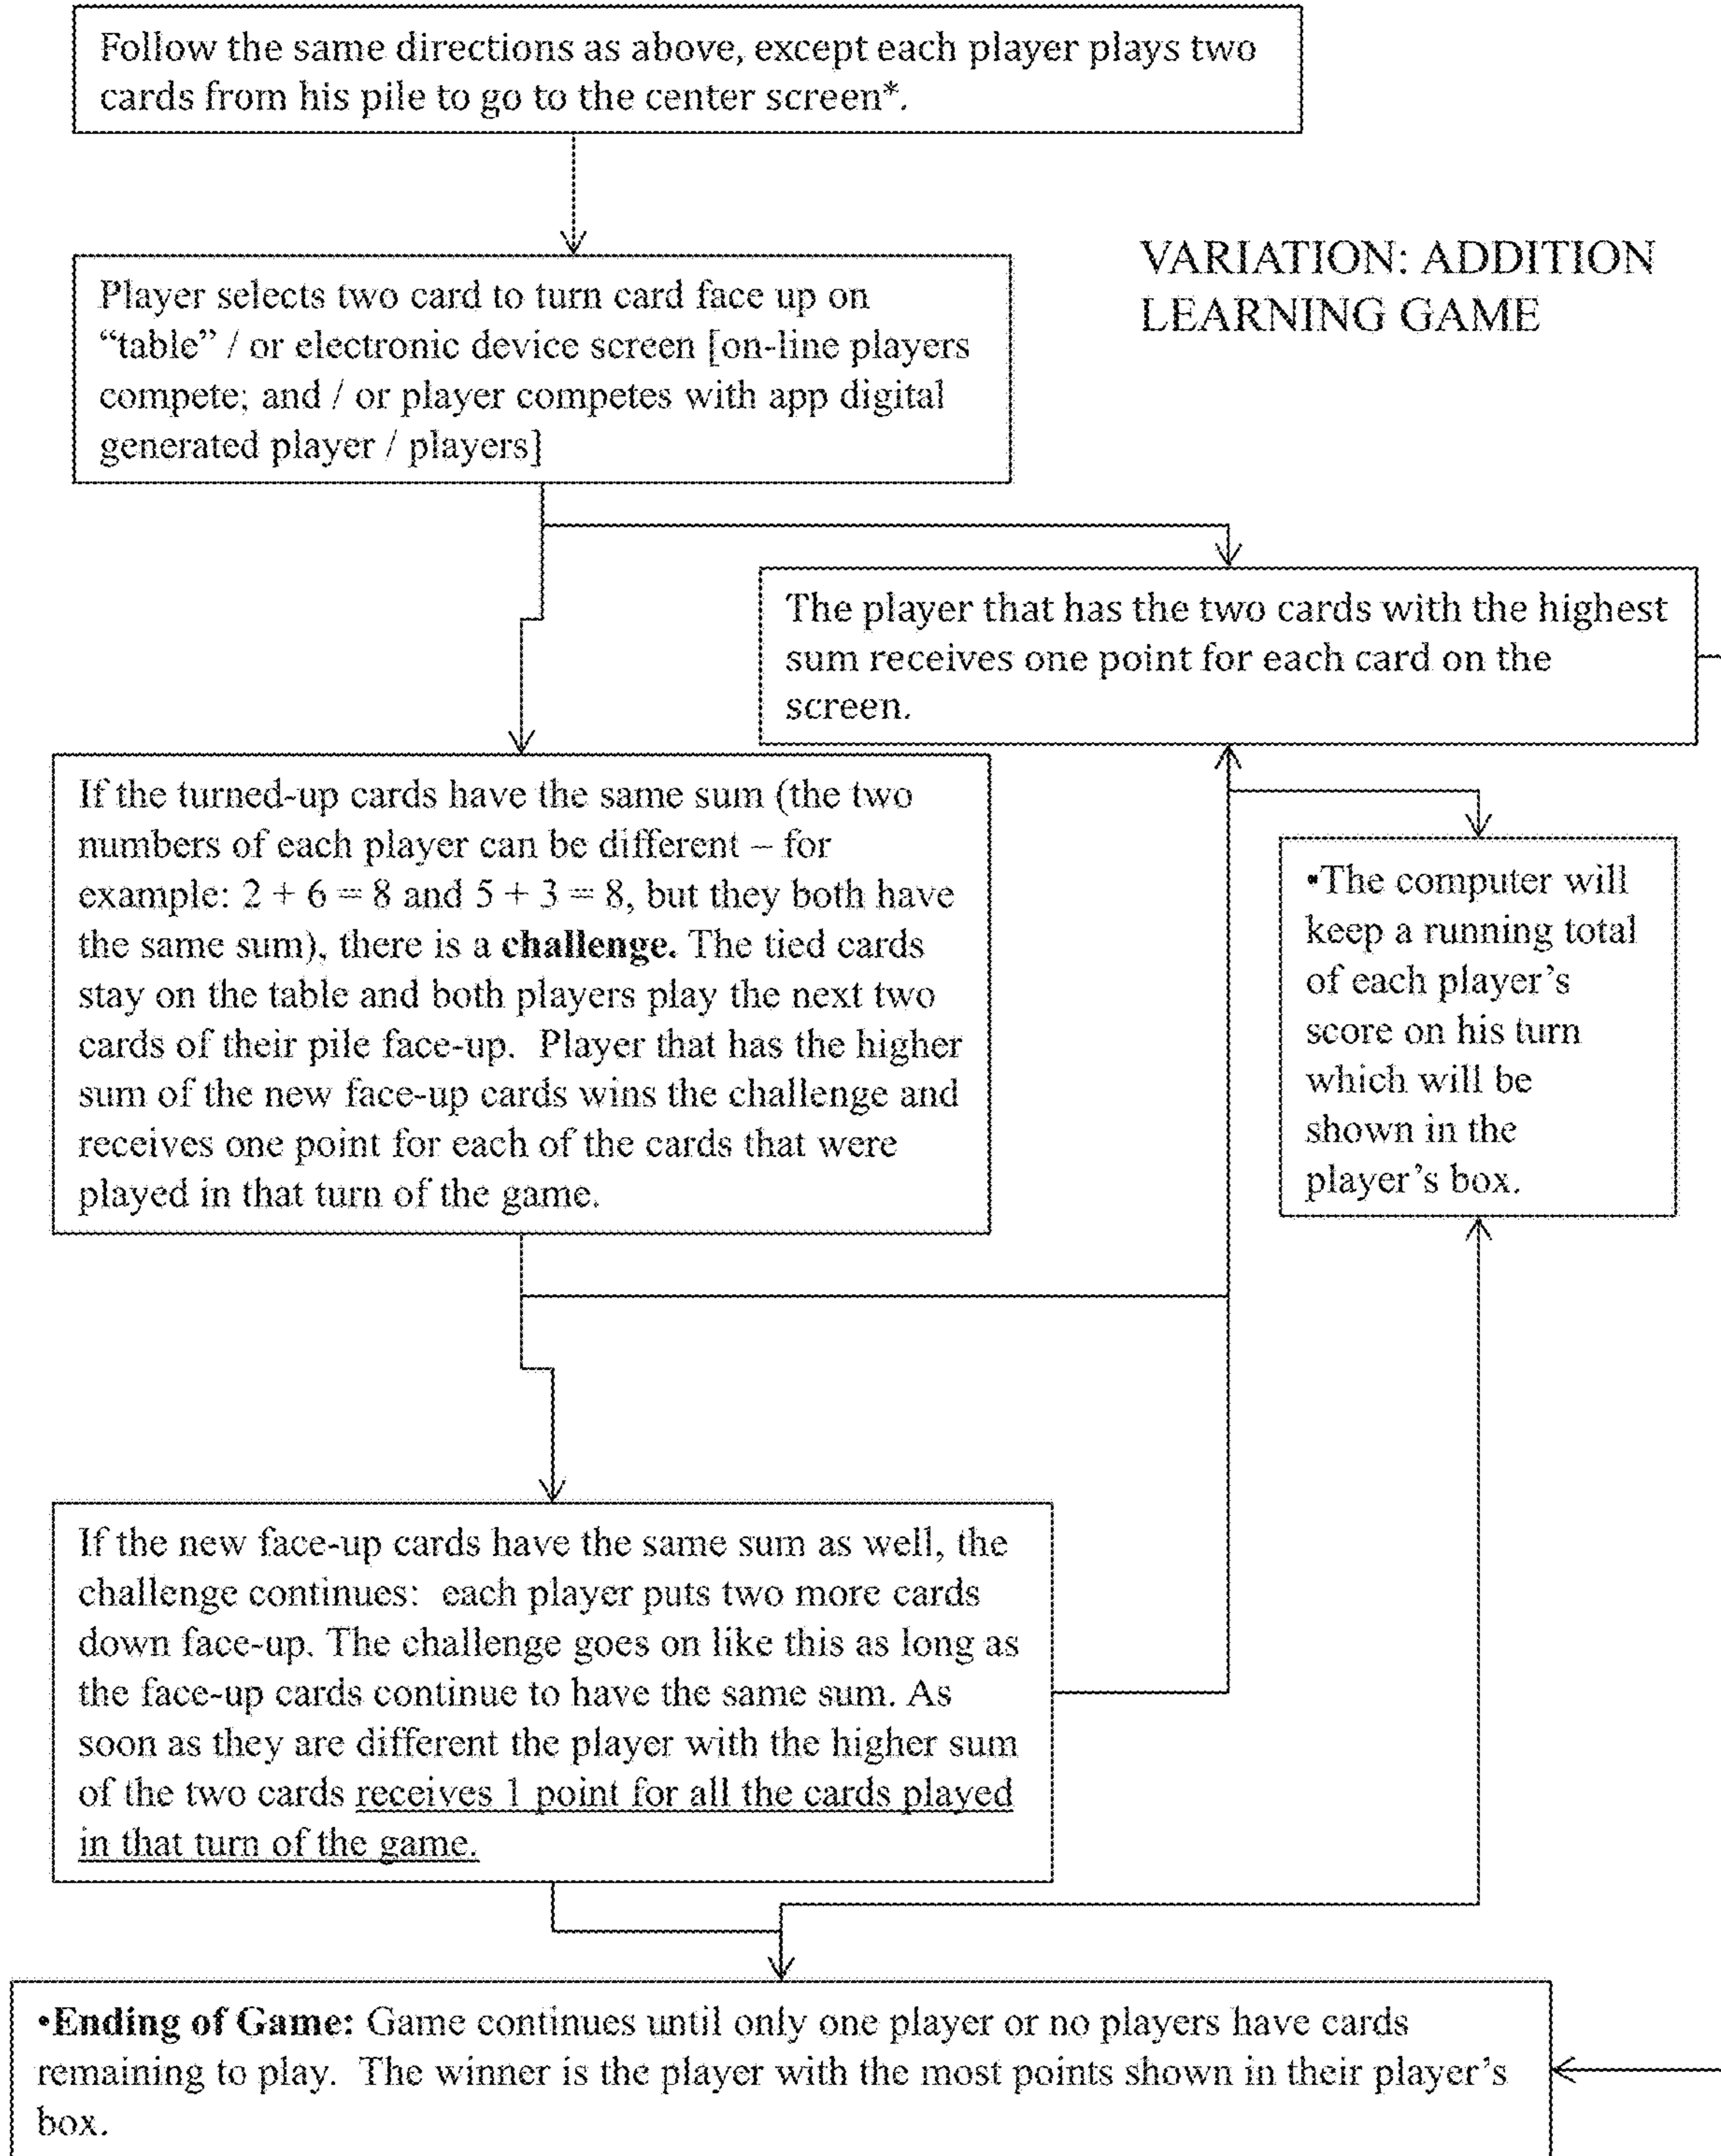 Follow the same directions as above, except each player plays two
cards from his pile to go to the center screen*.
VARIATION: ADDITION
LEARNING GAME
Player selects two card to turn card face up on
“table” / or electronic device screen [on-line players
compete; and / or player competes with app digital
generated player / players]
The player that has the two cards with the highest
sum receives one point for each card on the
screen.
If the turned-up cards have the same sum (the two
numbers of each player can be different – for
example: 2 + 6 = 8 and 5 + 3 = 8, but they both have
the same sum), there is a challenge. The tied cards
stay on the table and both players play the next two
cards of their pile face-up. Player that has the higher
sum of the new face-up cards wins the challenge and
receives one point for each of the cards that were
played in that turn of the game.
•The computer will
keep a running total
of each player’s
score on his turn
which will be
shown in the
player’s box.
If the new face-up cards have the same sum as well, the
challenge continues: each player puts two more cards
down face-up. The challenge goes on like this as long as
the face-up cards continue to have the same sum. As
soon as they are different the player with the higher sum
of the two cards receives 1 point for all the cards played
in that turn of the game.
•Ending of Game: Game continues until only one player or no players have cards
remaining to play. The winner is the player with the most points shown in their player’s
box.